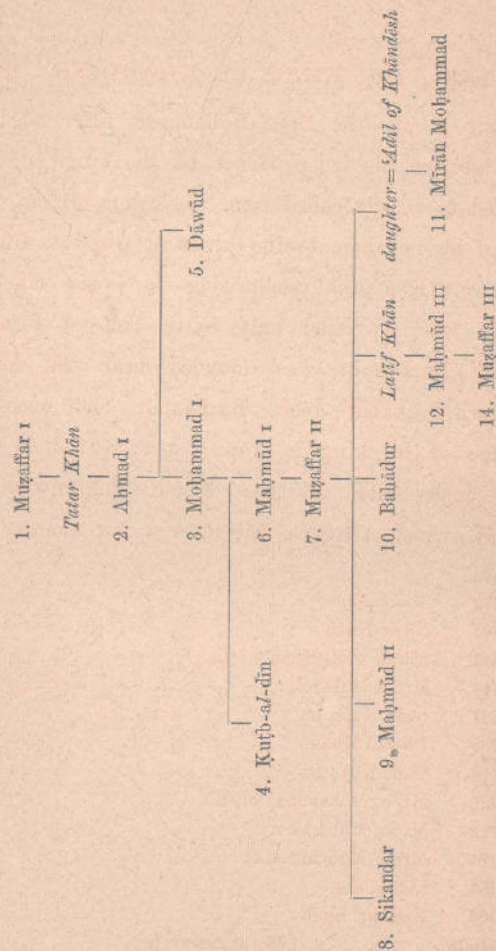 1. Muẓaffar I
Tatar Khān
2. Aḥmad I
3. Moḥammad I
5. Dāwūd
4. Ḳuṭb-al-dīn
6. Maḥmūd I
7. Muẓaffar II
8. Sikandar
9. Maḥmūd II
10. Bahādur
Laṭīf Khān
daughter = ʿĀdil of Khāndēsh
12. Maḥmūd III
11. Mīrān Moḥammad
14. Muẓaffar III